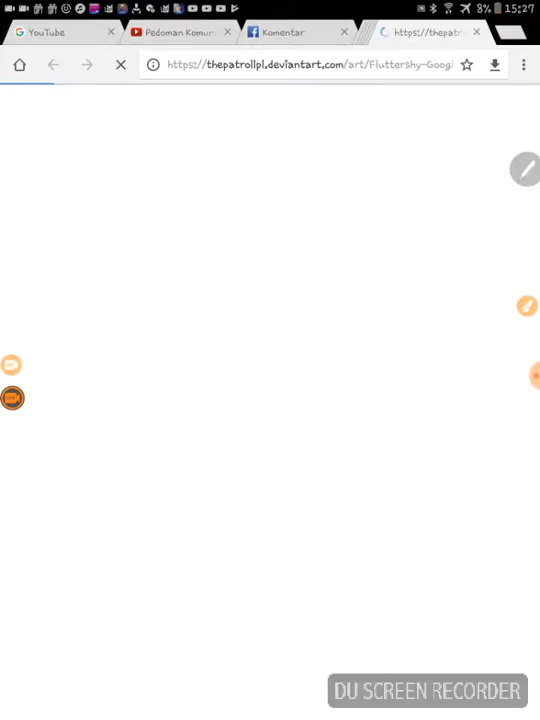 8% 15:27
YouTube
Pedoman Komun
Komentar
https://thepatr
https://thepatrollpl.deviantart.com/art/Fluttershy-Googl
DU SCREEN RECORDER